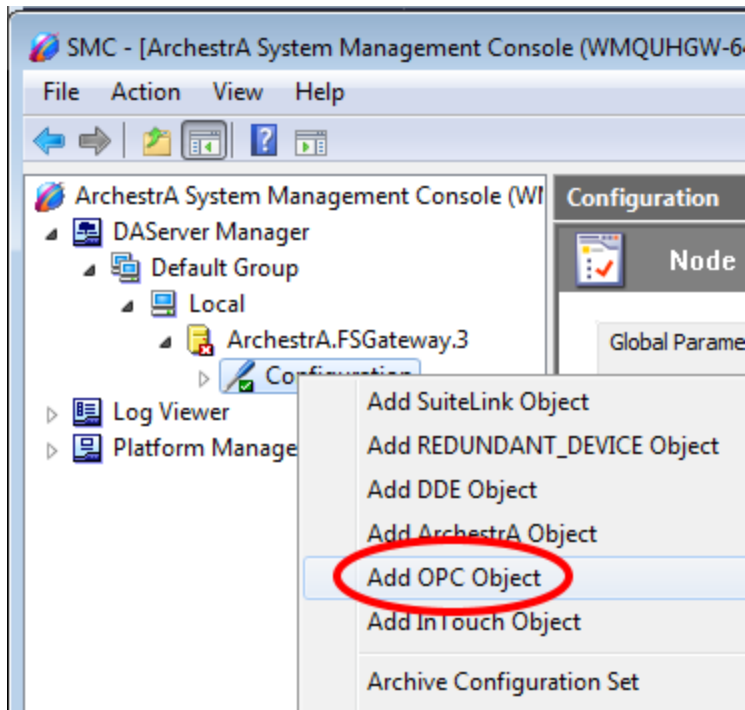 SMC - [ArchestrA System Management Console (WMQUHGW-64
File Action View Help
ArchestrA System Management Console (WM
Configuration
DAServer Manager
Node
Default Group
Local
ArchestrA.FSGateway.3
Global Parame
Configuration
Add SuiteLink Object
Log Viewer
Add REDUNDANT_DEVICE Object
Platform Manage
Add DDE Object
Add ArchestrA Object
Add OPC Object
Add InTouch Object
Archive Configuration Set